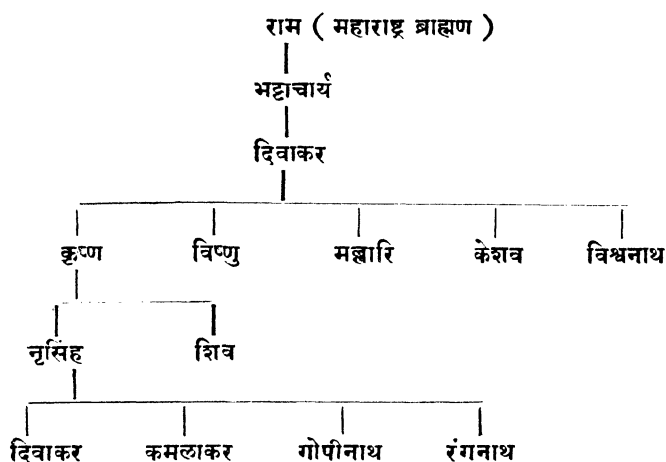 राम ( महाराष्ट्र ब्राह्मण )
भट्टाचार्य
दिवाकर
कृष्ण विष्णु मल्लारि केशव विश्वनाथ
नृसिंह शिव
दिवाकर कमलाकर गोपीनाथ रंगनाथ